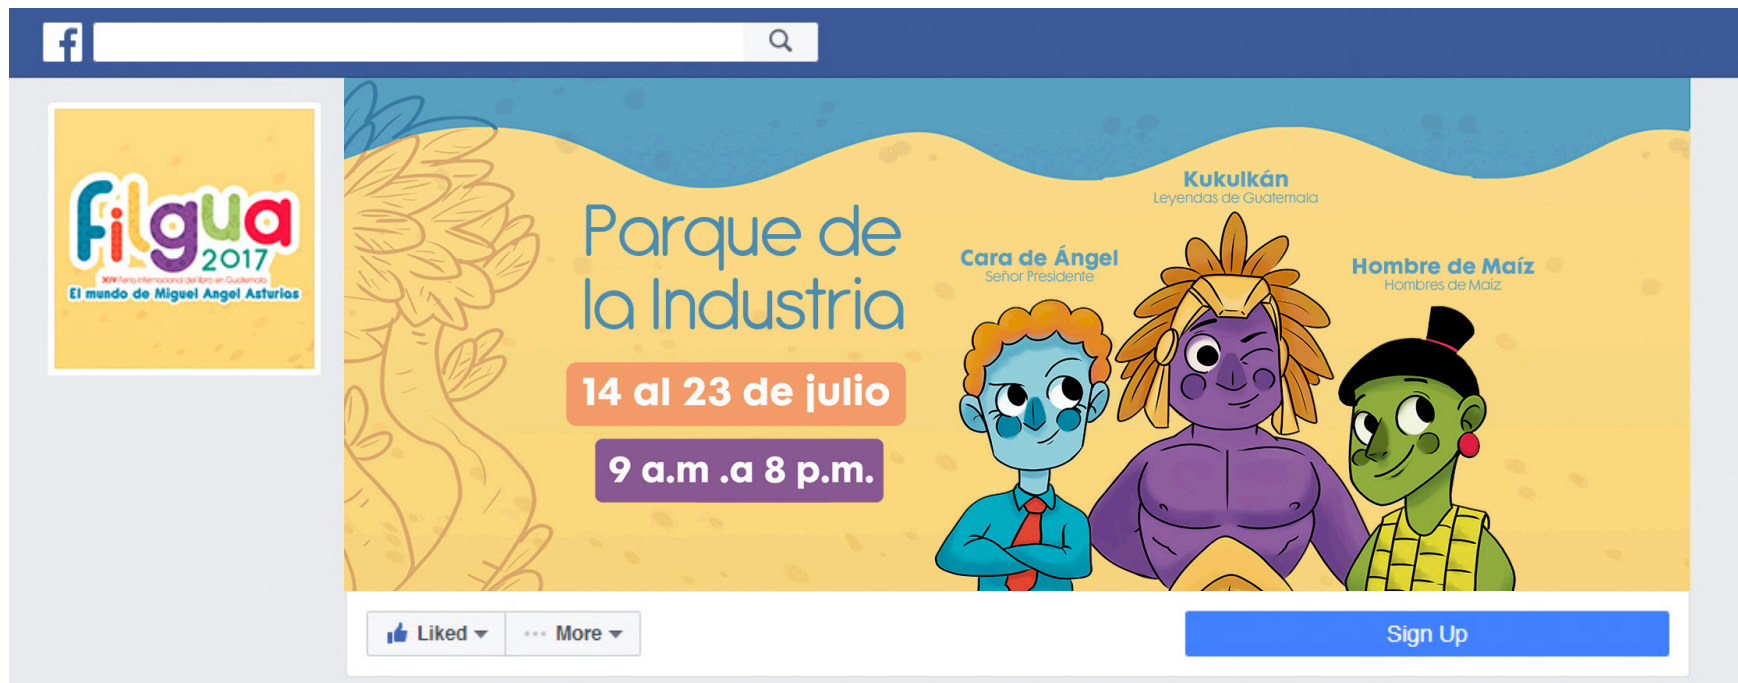 f
filgua
2017
XIV Feria Internacional del libro en Guatemala
El mundo de Miguel Angel Asturias
Parque de
la Industria
14 al 23 de julio
9 a.m .a 8 p.m.
Cara de Ángel
Señor Presidente
Kukulkán
Leyendas de Guatemala
Hombre de Maíz
Hombres de Maíz
Liked
More
Sign Up